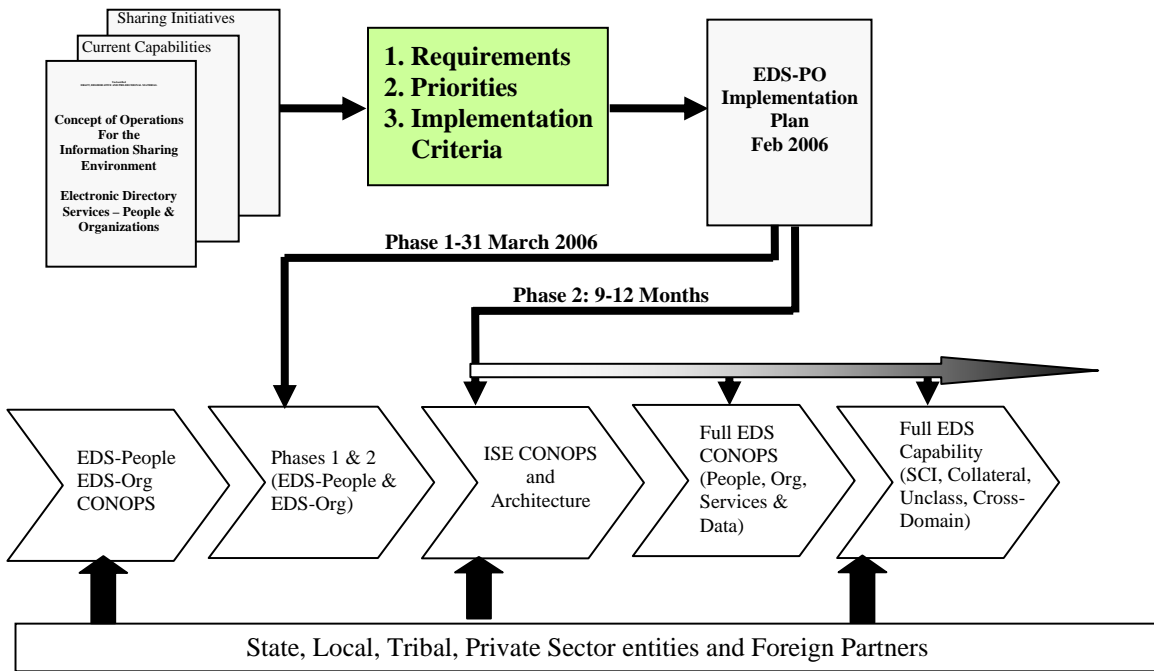 Sharing Initiatives
Current Capabilities
Concept of Operations
For the
Information Sharing
Environment
Electronic Directory
Services – People &
Organizations
1. Requirements
2. Priorities
3. Implementation
Criteria
EDS-PO
Implementation
Plan
Feb 2006
Phase 1-31 March 2006
Phase 2: 9-12 Months
EDS-People
EDS-Org
CONOPS
Phases 1 & 2
(EDS-People &
EDS-Org)
ISE CONOPS
and
Architecture
Full EDS
CONOPS
(People, Org,
Services &
Data)
Full EDS
Capability
(SCI, Collateral,
Unclass, Cross-
Domain)
State, Local, Tribal, Private Sector entities and Foreign Partners